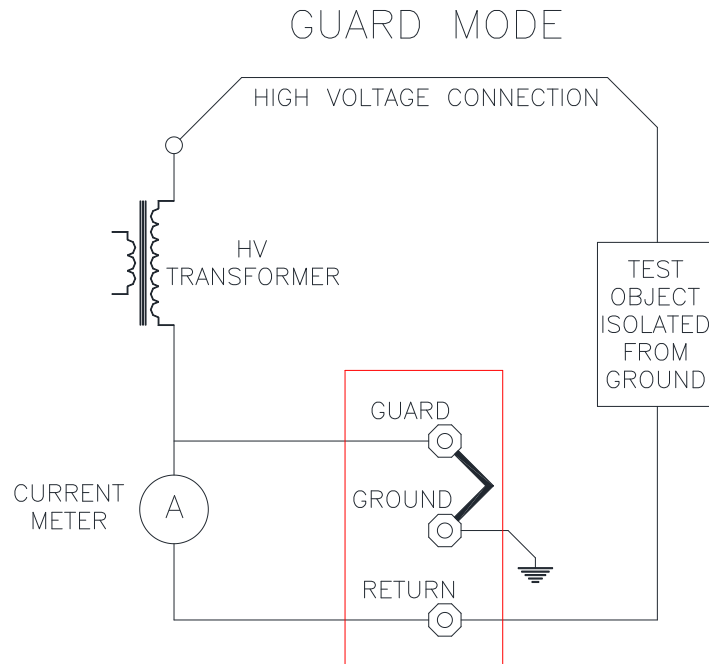 GUARD MODE
HIGH VOLTAGE CONNECTION
HV
TRANSFORMER
TEST
OBJECT
ISOLATED
FROM
GROUND
GUARD
CURRENT
METER
A
GROUND
RETURN